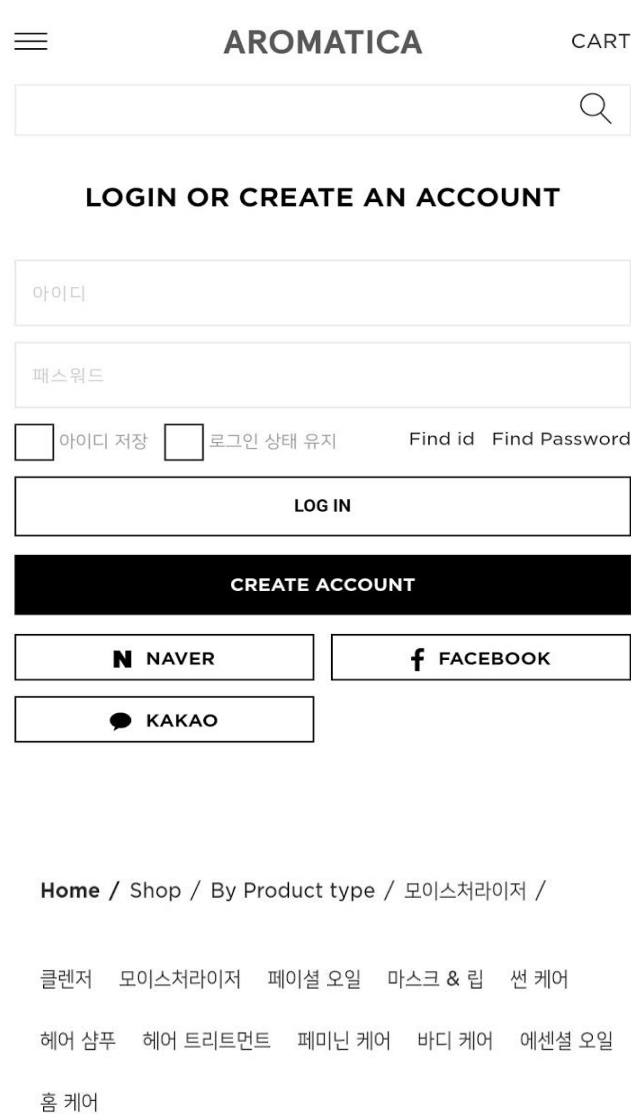 AROMATICA CART
LOGIN OR CREATE AN ACCOUNT
아이디
패스워드
아이디 저장 로그인 상태 유지 Find id Find Password
LOG IN
CREATE ACCOUNT
N NAVER f FACEBOOK
KAKAO
Home / Shop / By Product type / 모이스처라이저 /
클렌저 모이스처라이저 페이셜 오일 마스크 & 립 썬 케어
헤어 샴푸 헤어 트리트먼트 페미닌 케어 바디 케어 에센셜 오일
홈 케어